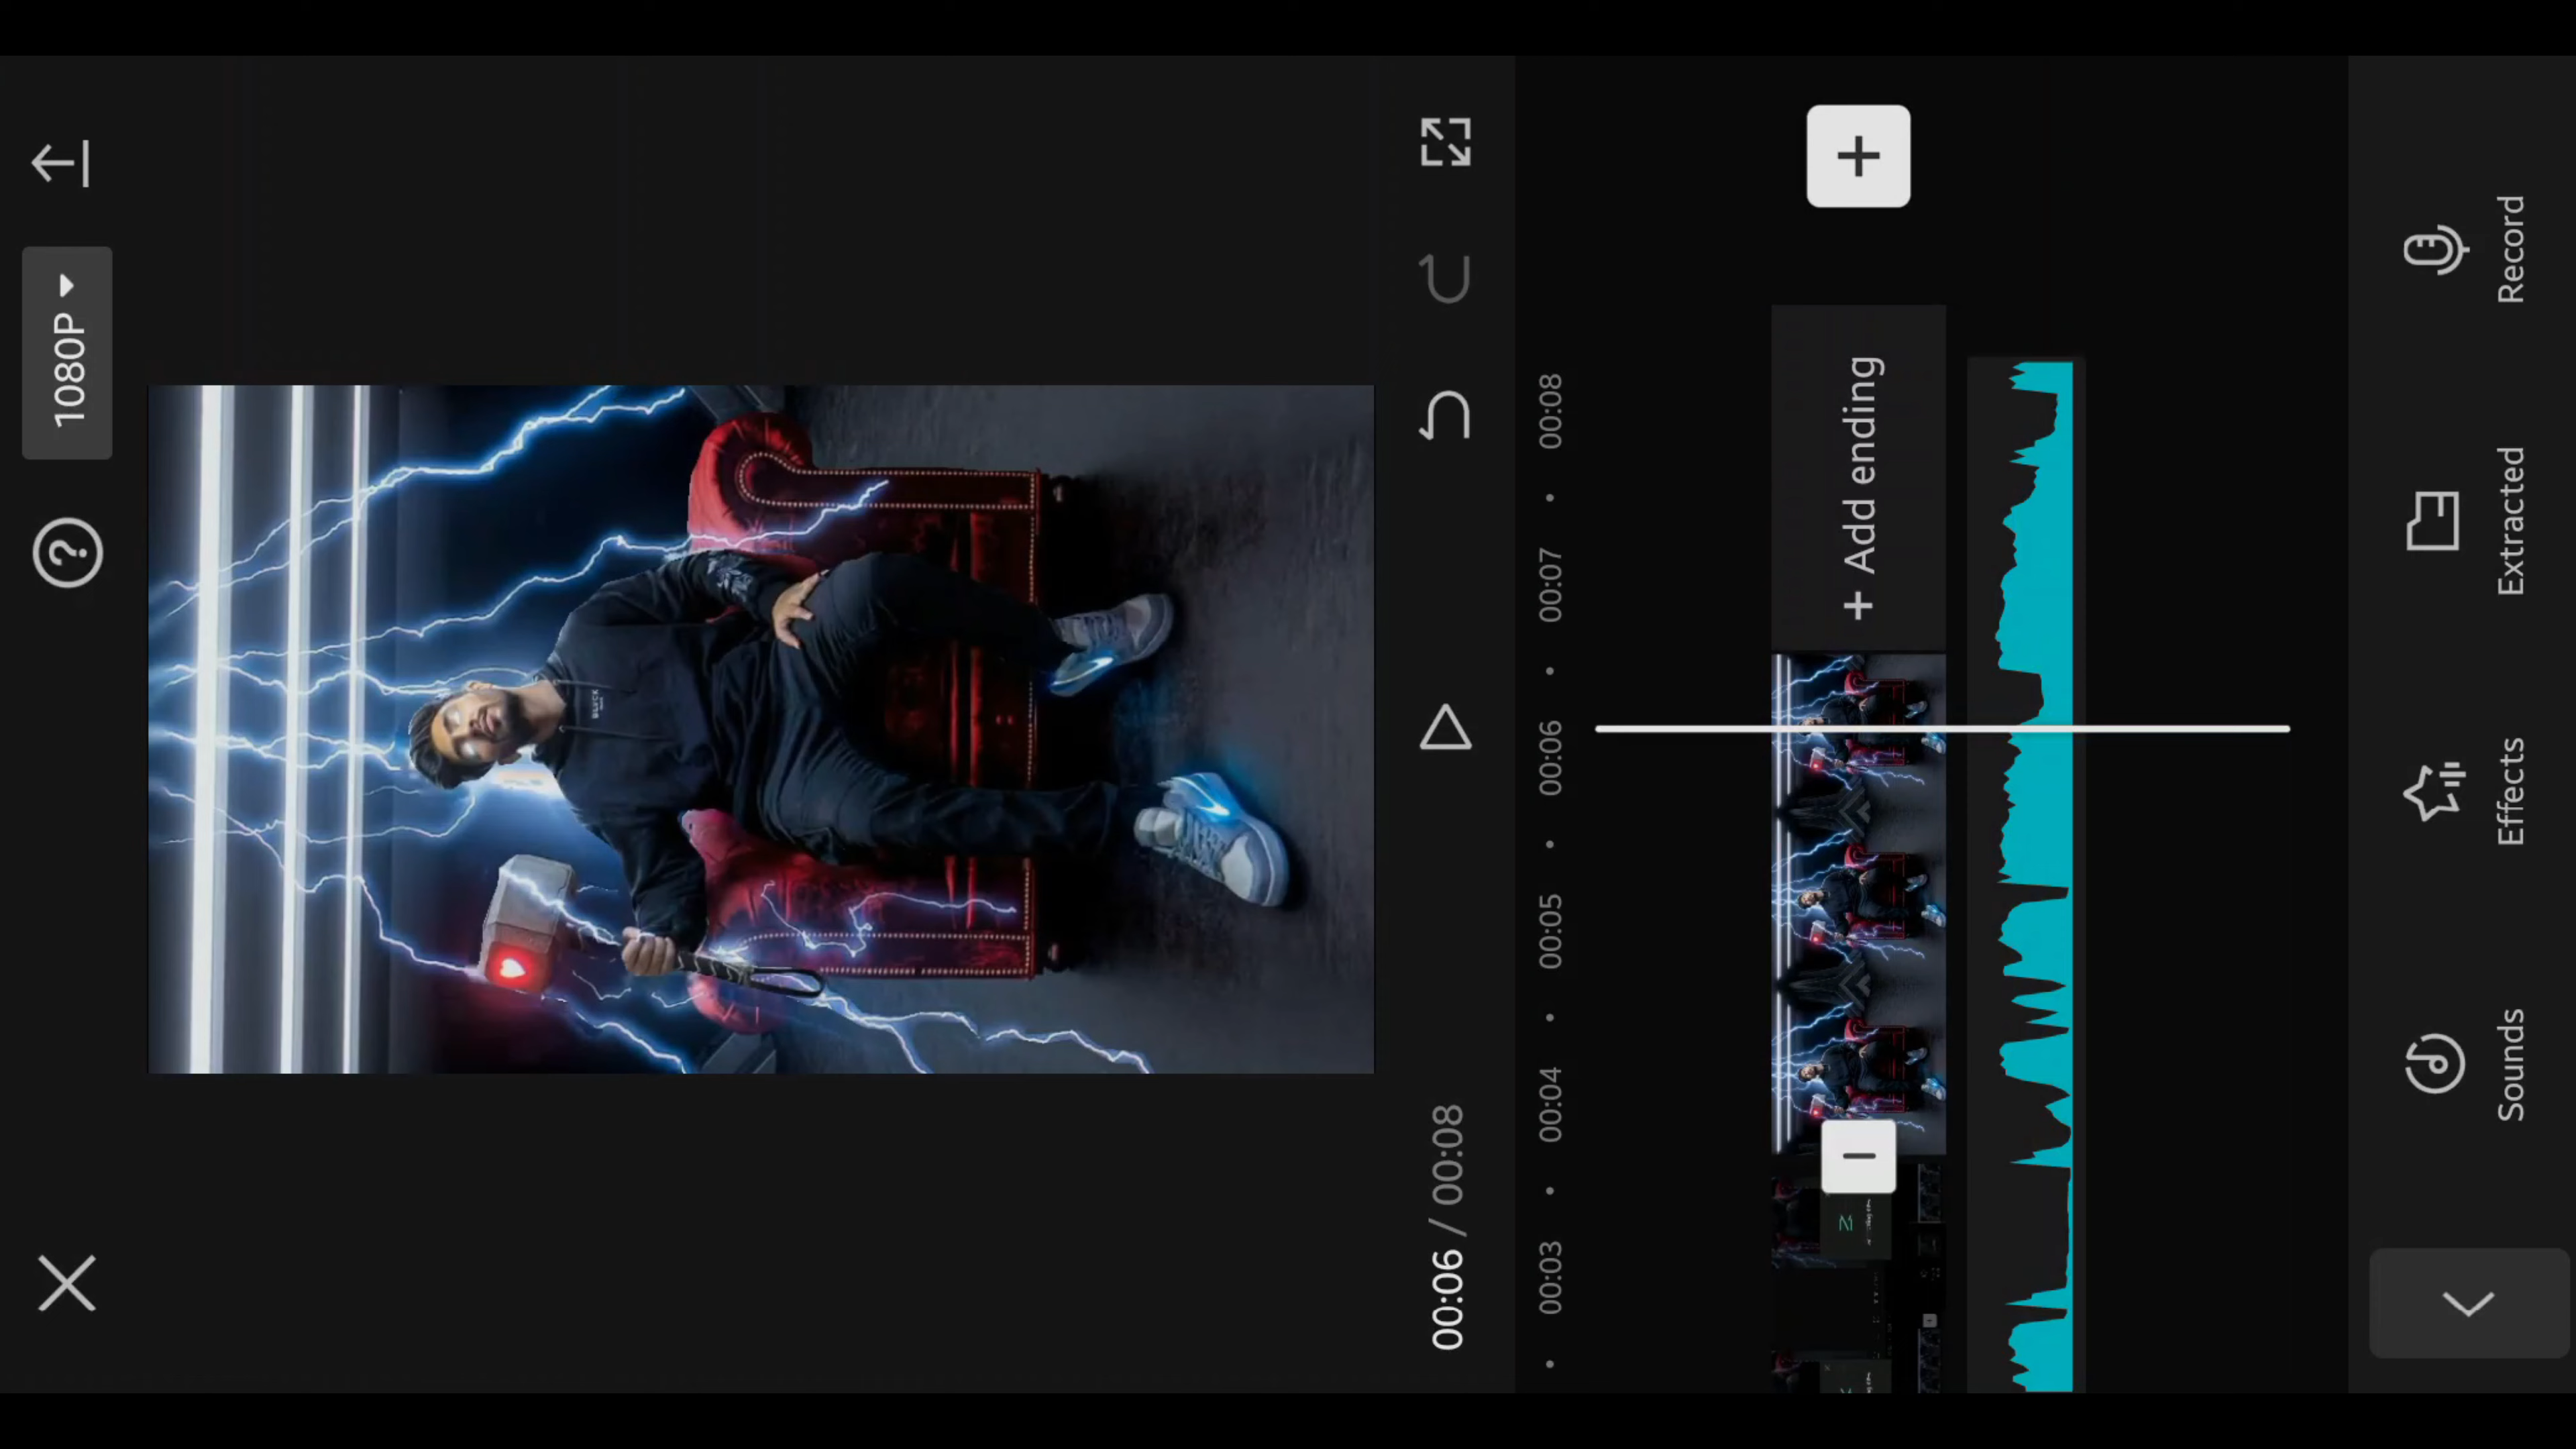 1080P
BLUCK
00:06 / 00:08
00:03
00:04
00:05
00:06
00:07
00:08
+ Add ending
Sounds
Effects
Extracted
Record